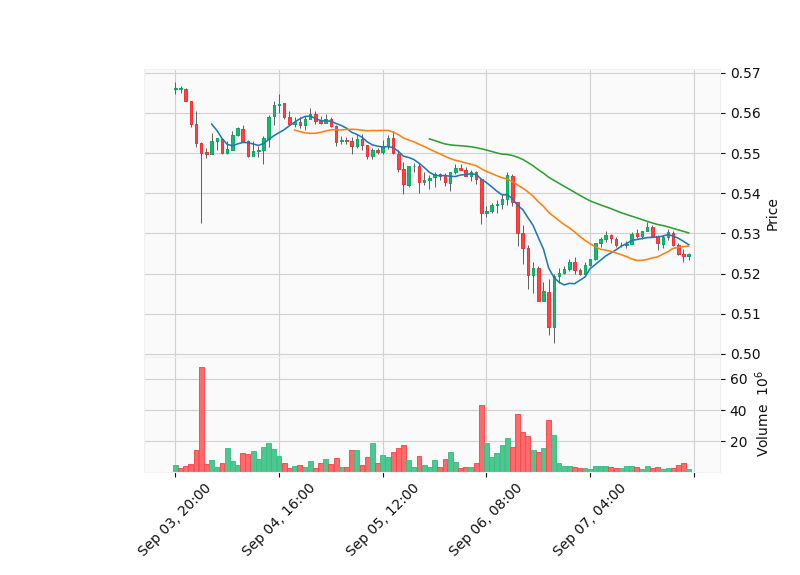 0.57
0.56
0.55
0.54
0.53
0.52
0.51
0.50
Price
60
40
20
Volume 10^6
Sep 03, 20:00
Sep 04, 16:00
Sep 05, 12:00
Sep 06, 08:00
Sep 07, 04:00